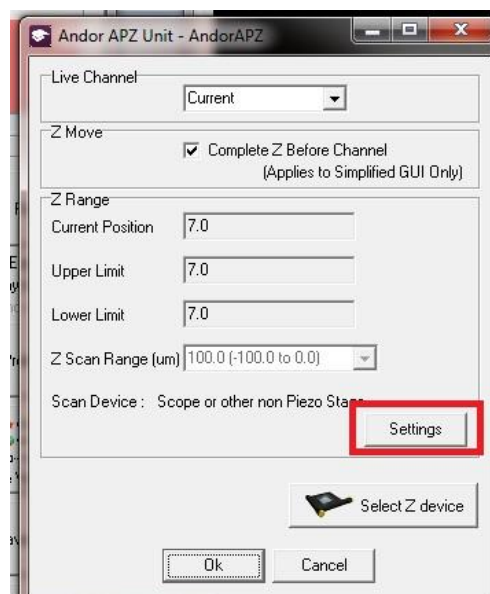 Andor APZ Unit - AndorAPZ
Live Channel
Current
Z Move
Complete Z Before Channel
(Applies to Simplified GUI Only)
Z Range
Current Position 7.0
Upper Limit 7.0
Lower Limit 7.0
Z Scan Range (um) 100.0 (-100.0 to 0.0)
Scan Device : Scope or other non Piezo Stage
Settings
Select Z device
Ok Cancel